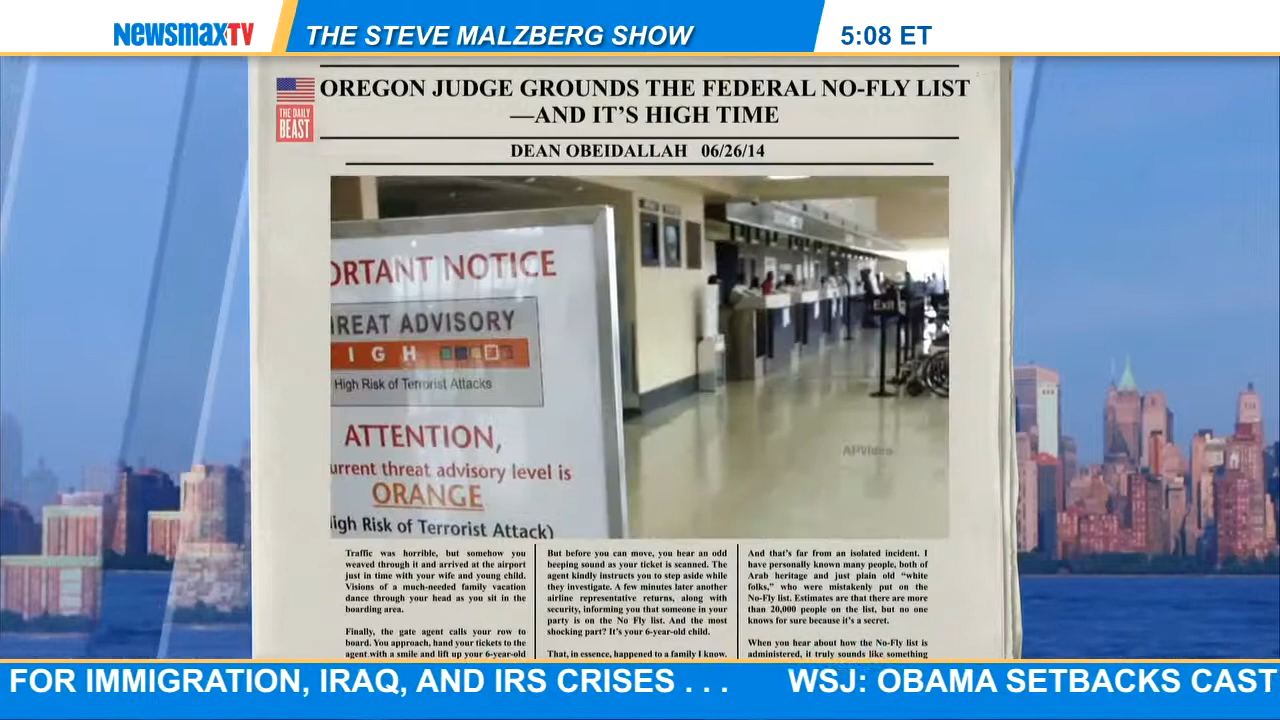 NEWSMAXTV
THE STEVE MALZBERG SHOW
5:08 ET
OREGON JUDGE GROUNDS THE FEDERAL NO-FLY LIST
—AND IT'S HIGH TIME
THE DAILY
BEAST
DEAN OBEIDALLAH 06/26/14
ORTANT NOTICE
REAT ADVISORY
IGH
High Risk of Terrorist Attacks
ATTENTION,
urrent threat advisory level is
ORANGE
igh Risk of Terrorist Attack)
Exit
APVideo
Traffic was horrible, but somehow you
weaved through it and arrived at the airport
just in time with your wife and young child.
Visions of a much-needed family vacation
dance through your head as you sit in the
boarding area.
Finally, the gate agent calls your row to
board. You approach, hand your tickets to the
agent with a smile and lift up your 6-year-old
But before you can move, you hear an odd
beeping sound as your ticket is scanned. The
agent kindly instructs you to step aside while
they investigate. A few minutes later another
airline representative returns, along with
security, informing you that someone in your
party is on the No Fly list. And the most
shocking part? It's your 6-year-old child.
That, in essence, happened to a family I know.
And that's far from an isolated incident. I
have personally known many people, both of
Arab heritage and just plain old “white
folks,” who were mistakenly put on the
No-Fly list. Estimates are that there are more
than 20,000 people on the list, but no one
knows for sure because it's a secret.
When you hear about how the No-Fly list is
administered, it truly sounds like something
FOR IMMIGRATION, IRAQ, AND IRS CRISES . . . WSJ: OBAMA SETBACKS CAST